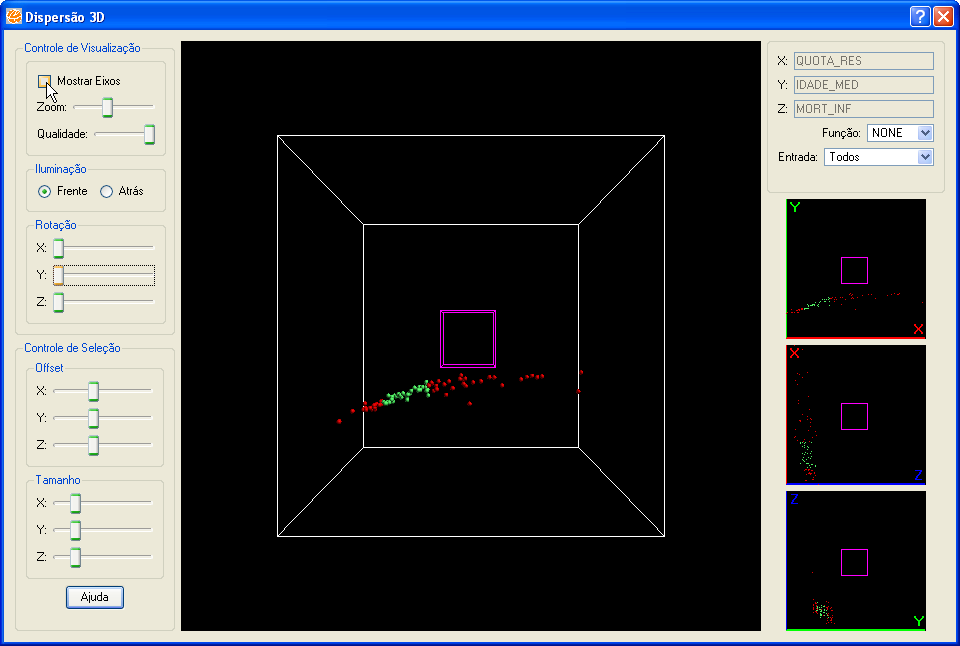 Dispersão 3D
Controle de Visualização
Mostrar Eixos
Zoom:
Qualidade:
Iluminação
Frente Atrás
Rotação
X:
Y:
Z:
Controle de Seleção
Offset
X:
Y:
Z:
Tamanho
X:
Y:
Z:
Ajuda
X: QUOTA_RES
Y: IDADE_MED
Z: MORT_INF
Função: NONE
Entrada: Todos
Y
X
X
Z
Z
Y